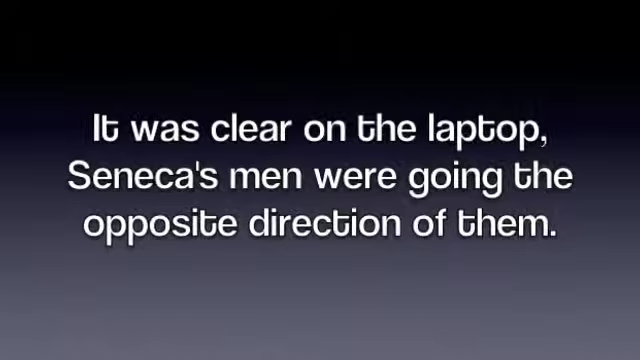 It was clear on the laptop,
Seneca's men were going the
opposite direction of them.